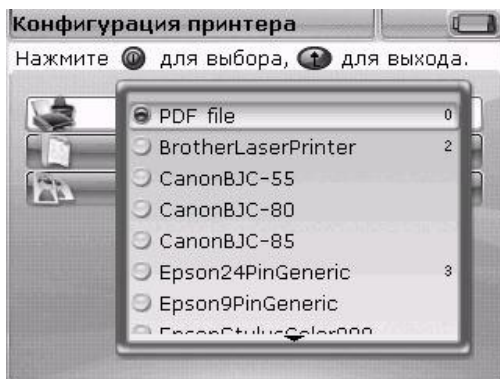 Конфигурация принтера
Нажмите для выбора, для выхода.
PDF file 0
BrotherLaserPrinter 2
CanonBJC-55
CanonBJC-80
CanonBJC-85
Epson24PinGeneric 3
Epson9PinGeneric